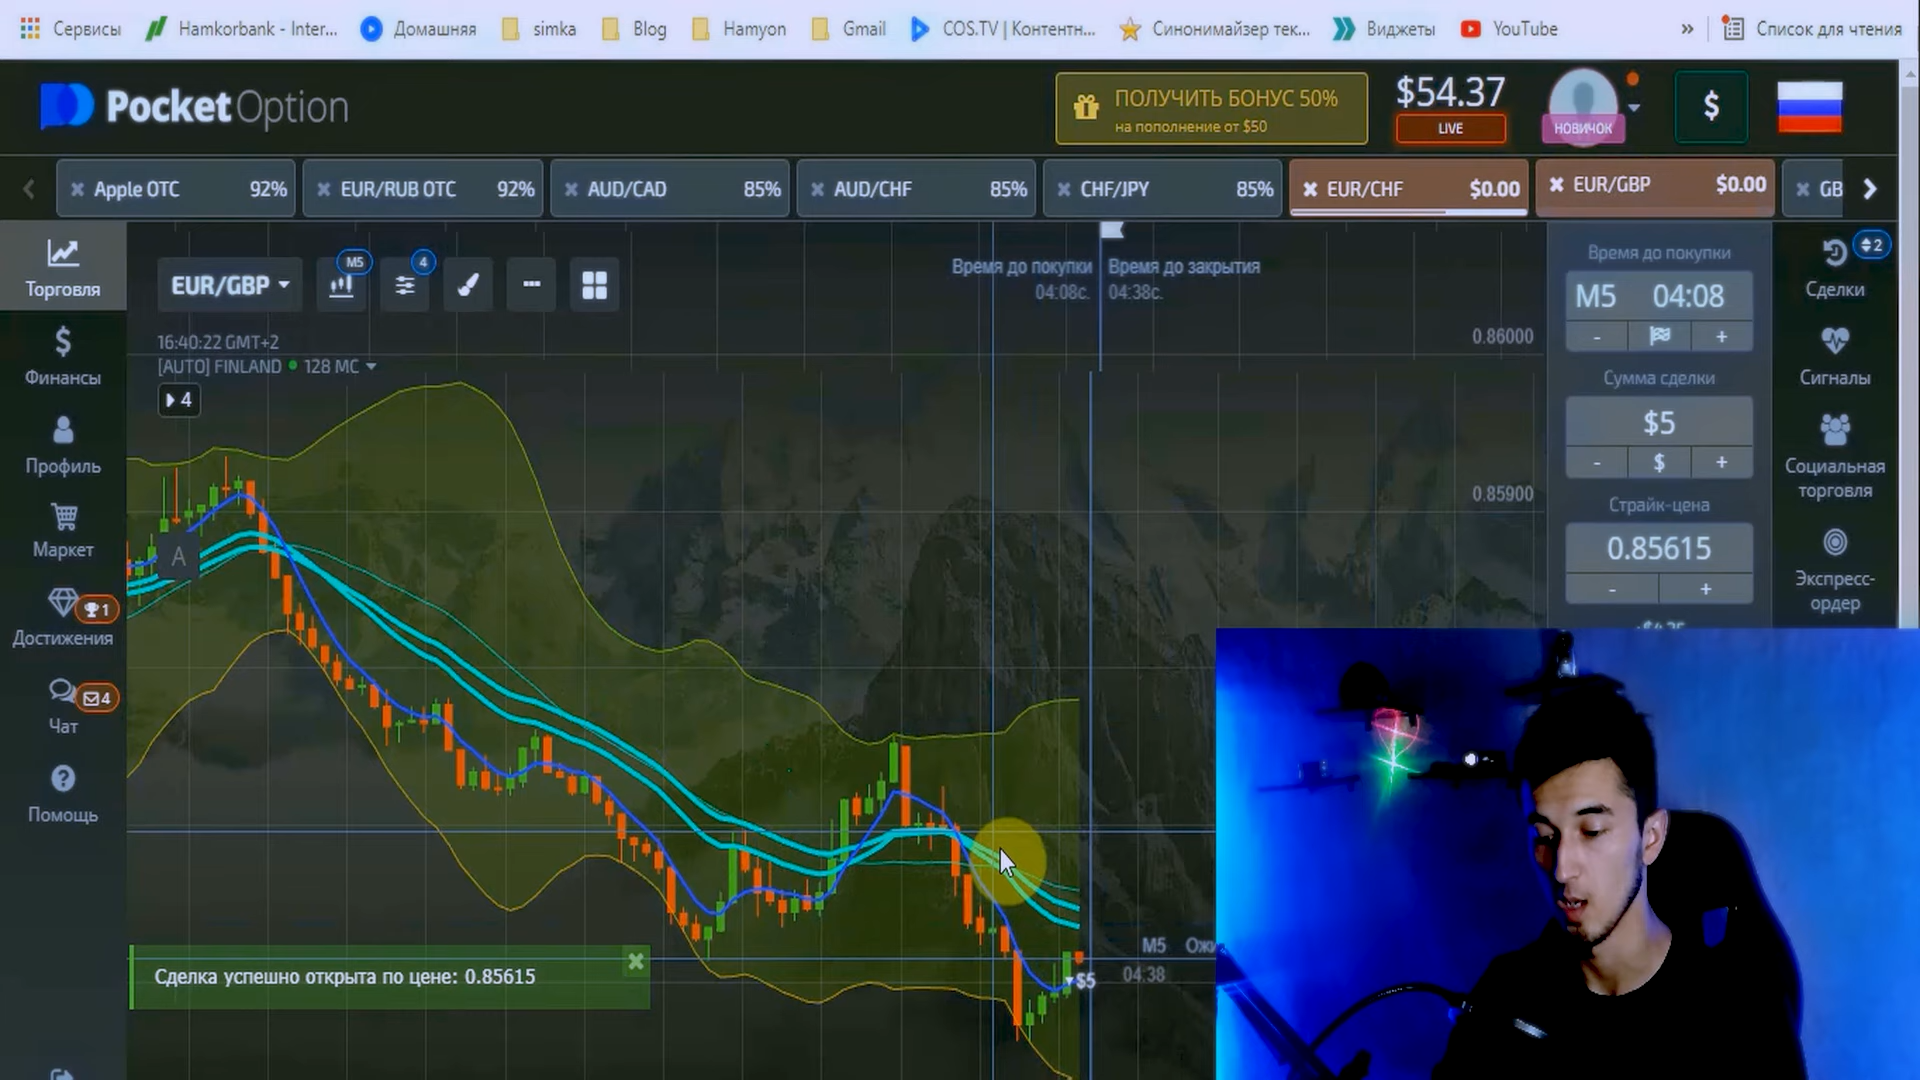 Сервисы
Hamkorbank - Inter...
Домашняя
simka
Blog
Hamyon
Gmail
COS.TV | Контентн...
Синонимайзер тек...
Виджеты
YouTube
»
Список для чтения
PocketOption
ПОЛУЧИТЬ БОНУС 50%
на пополнение от $50
$54.37
LIVE
НОВИЧОК
$
Apple OTC 92%
EUR/RUB OTC 92%
AUD/CAD 85%
AUD/CHF 85%
CHF/JPY 85%
EUR/CHF $0.00
EUR/GBP $0.00
GB
Торговля
Финансы
Профиль
Маркет
Достижения
1
Чат
4
Помощь
EUR/GBP
M5
4
16:40:22 GMT+2
[AUTO] FINLAND 128 МС
4
A
Время до покупки
04:08с.
Время до закрытия
04:38с.
0.86000
0.85900
Сделка успешно открыта по цене: 0.85615
$5
M5
04:38
Время до покупки
M5 04:08
- +
Сумма сделки
$5
- $ +
Страйк-цена
0.85615
- +
2
Сделки
Сигналы
Социальная
торговля
Экспресс-
ордер